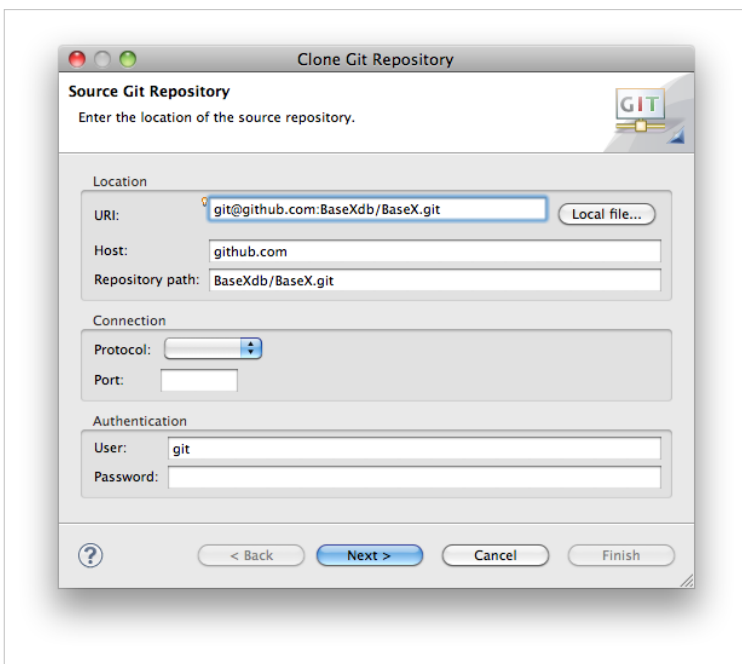 Clone Git Repository
Source Git Repository
Enter the location of the source repository.
GIT
Location
URI: git@github.com:BaseXdb/BaseX.git Local file...
Host: github.com
Repository path: BaseXdb/BaseX.git
Connection
Protocol:
Port:
Authentication
User: git
Password:
? < Back Next > Cancel Finish